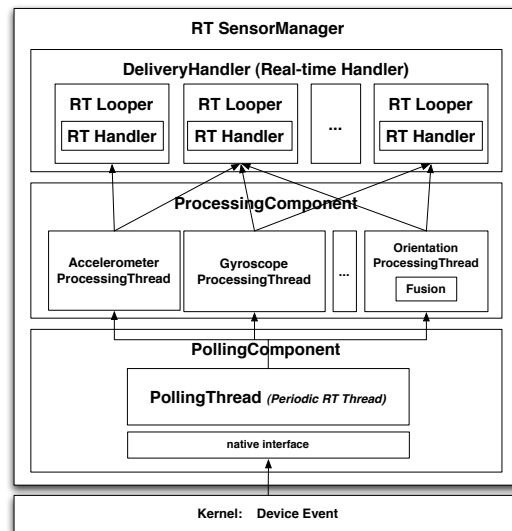 RT SensorManager
DeliveryHandler (Real-time Handler)
RT Looper
RT Handler
RT Looper
RT Handler
...
RT Looper
RT Handler
ProcessingComponent
Accelerometer
ProcessingThread
Gyroscope
ProcessingThread
...
Orientation
ProcessingThread
Fusion
PollingComponent
PollingThread (Periodic RT Thread)
native interface
Kernel: Device Event